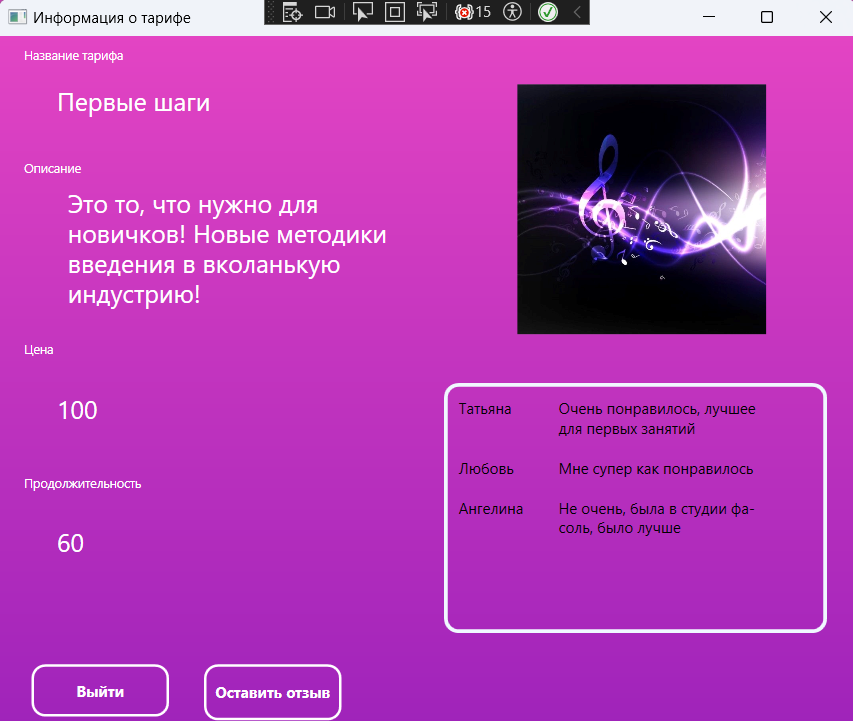 Информация о тарифе
15
Название тарифа
Первые шаги
Описание
Это то, что нужно для
новичков! Новые методики
введения в вколанькую
индустрию!
Цена
100
Продолжительность
60
Татьяна Очень понравилось, лучшее
для первых занятий
Любовь Мне супер как понравилось
Ангелина Не очень, была в студии фа-
соль, было лучше
Выйти
Оставить отзыв